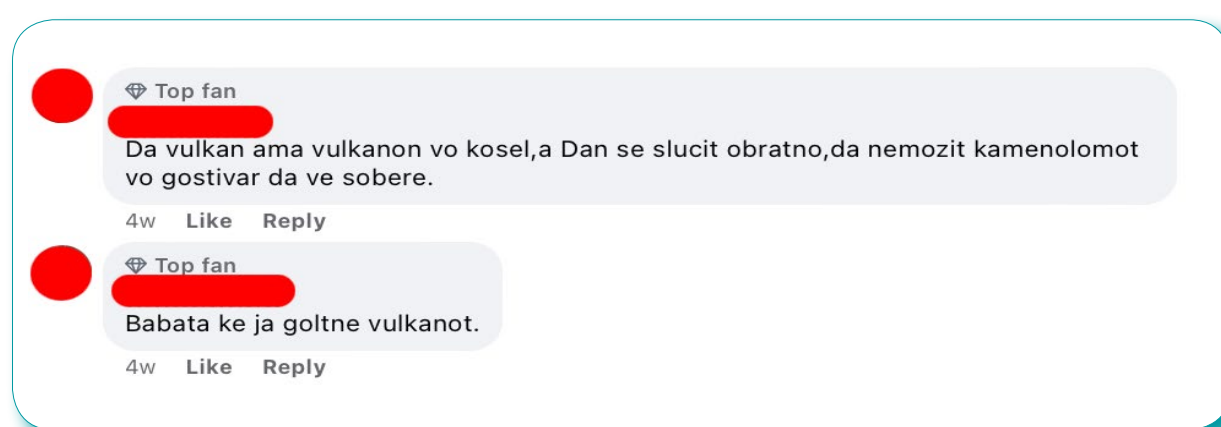 Top fan
Da vulkan ama vulkanon vo kosel,a Dan se slucit obratno,da nemozit kamenolomot
vo gostivar da ve sobere.
4w Like Reply
Top fan
Babata ke ja goltne vulkanot.
4w Like Reply